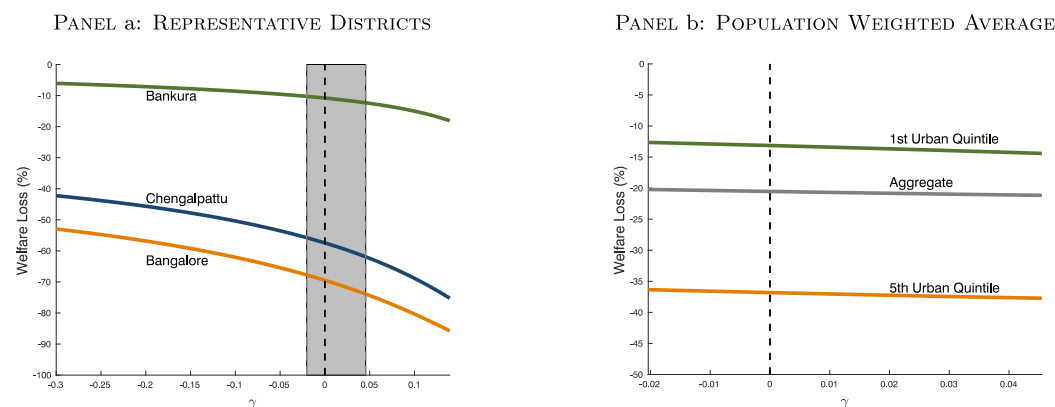 PANEL a: REPRESENTATIVE DISTRICTS
Welfare Loss (%)
0
-10
-20
-30
-40
-50
-60
-70
-80
-90
-100
Bankura
Chengalpattu
Bangalore
-0.3 -0.25 -0.2 -0.15 -0.1 -0.05 0 0.05 0.1
γ
PANEL b: POPULATION WEIGHTED AVERAGE
Welfare Loss (%)
0
-5
-10
-15
-20
-25
-30
-35
-40
-45
-50
1st Urban Quintile
Aggregate
5th Urban Quintile
-0.02 -0.01 0 0.01 0.02 0.03 0.04
γ